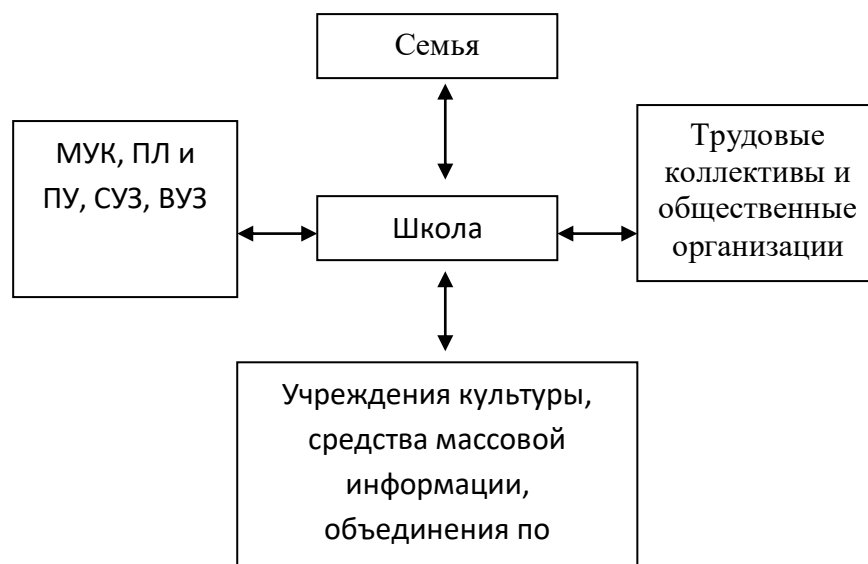 Семья
МУК, ПЛ и
ПУ, СУЗ, ВУЗ
Школа
Трудовые
коллективы и
общественные
организации
Учреждения культуры,
средства массовой
информации,
объединения по